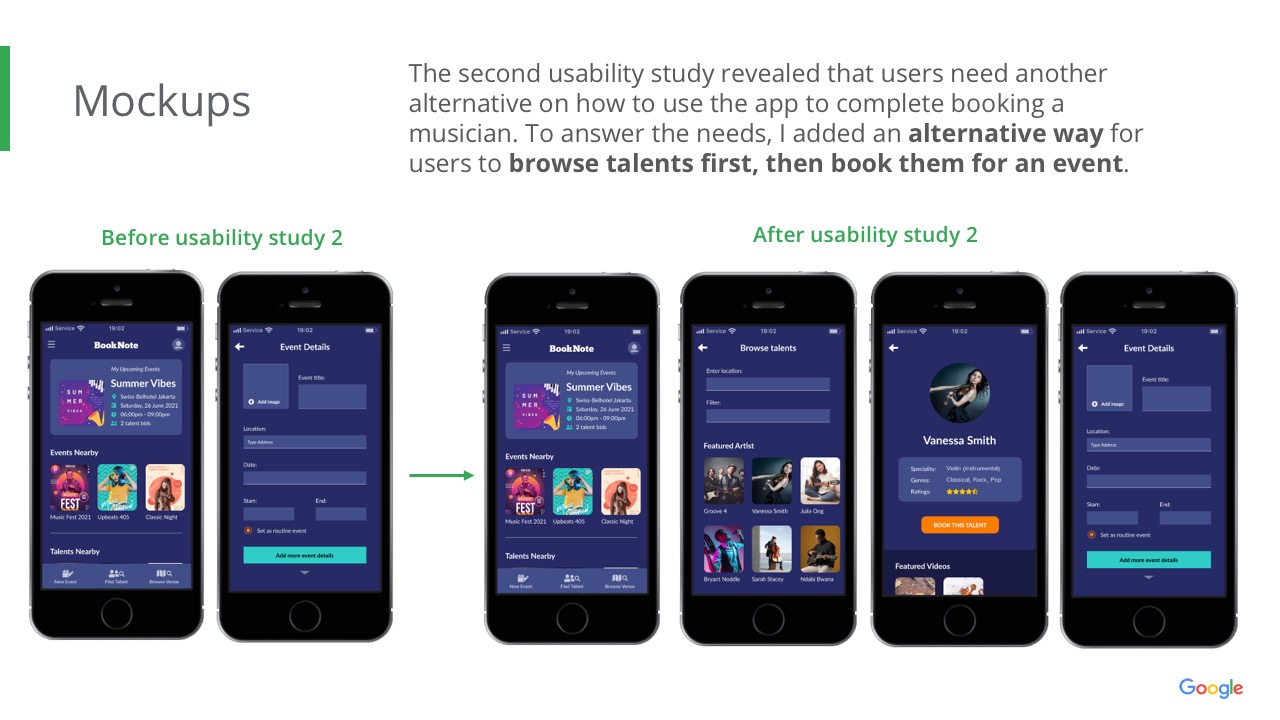 Mockups
The second usability study revealed that users need another
alternative on how to use the app to complete booking a
musician. To answer the needs, I added an alternative way for
users to browse talents first, then book them for an event.
Before usability study 2
After usability study 2
Service 19:02
BookNote
My Upcoming Events
SUM
MER
VIBES
Summer Vibes
Swiss-Belhotel Jakarta
Saturday, 26 June 2021
06:00pm - 09:00pm
2 talent bids
Events Nearby
MUSIC
FEST
Music Fest 2021
Upbeats 405
Classic Night
Talents Nearby
New Event
Find Talent
Browse Venue
Service 19:02
Event Details
Add image
Event title:
Location:
Type Address
Date:
Start:
End:
Set as routine event
Add more event details
Service 19:02
BookNote
My Upcoming Events
SUM
MER
VIBES
Summer Vibes
Swiss-Belhotel Jakarta
Saturday, 26 June 2021
06:00pm - 09:00pm
2 talent bids
Events Nearby
MUSIC
FEST
Music Fest 2021
Upbeats 405
Classic Night
Talents Nearby
New Event
Find Talent
Browse Venue
Service 19:02
Browse talents
Enter location:
Filter:
Featured Artist
Groove 4
Vanessa Smith
Julia Ong
Bryant Noddle
Sarah Stacey
Ndabi Bwana
Service 19:02
Vanessa Smith
Speciality: Violin (Instrumental)
Genres: Classical, Rock, Pop
Ratings:
BOOK THIS TALENT
Featured Videos
Service 19:02
Event Details
Add image
Event title:
Location:
Type Address
Date:
Start:
End:
Set as routine event
Add more event details
Google